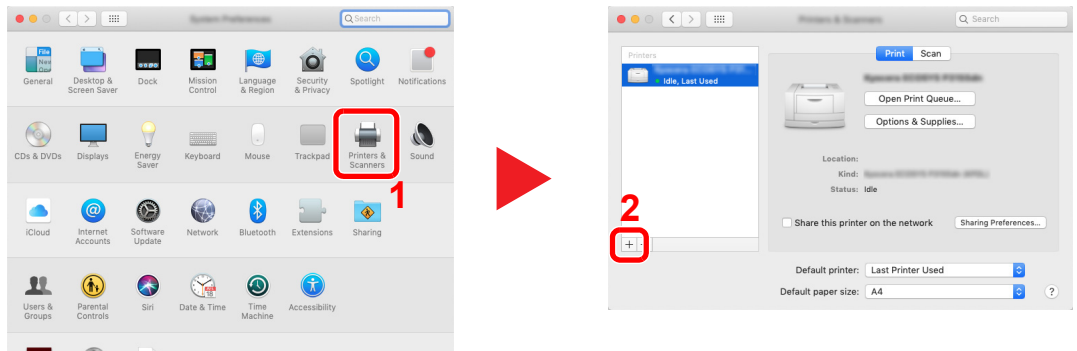 Search
File
New
General
Desktop &
Screen Saver
Dock
Mission
Control
Language
& Region
Security
& Privacy
Spotlight
Notifications
CDs & DVDs
Displays
Energy
Saver
Keyboard
Mouse
Trackpad
Printers &
Scanners
Sound
1
iCloud
Internet
Accounts
Software
Update
Network
Bluetooth
Extensions
Sharing
Users &
Groups
Parental
Controls
Siri
Date & Time
Time
Machine
Accessibility
Search
Printers
Print Scan
Idle, Last Used
Open Print Queue...
Options & Supplies...
Location:
Kind:
Status: Idle
2
Share this printer on the network Sharing Preferences...
+
Default printer: Last Printer Used
Default paper size: A4
?